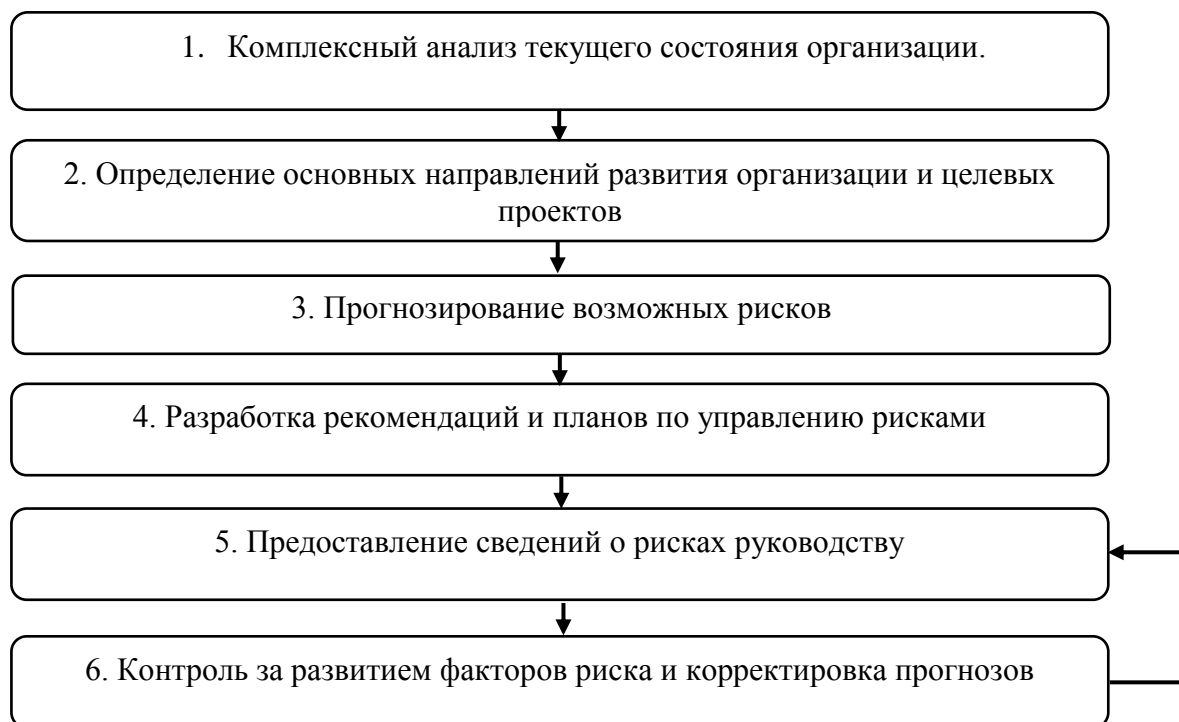 1. Комплексный анализ текущего состояния организации.
2. Определение основных направлений развития организации и целевых
проектов
3. Прогнозирование возможных рисков
4. Разработка рекомендаций и планов по управлению рисками
5. Предоставление сведений о рисках руководству
6. Контроль за развитием факторов риска и корректировка прогнозов